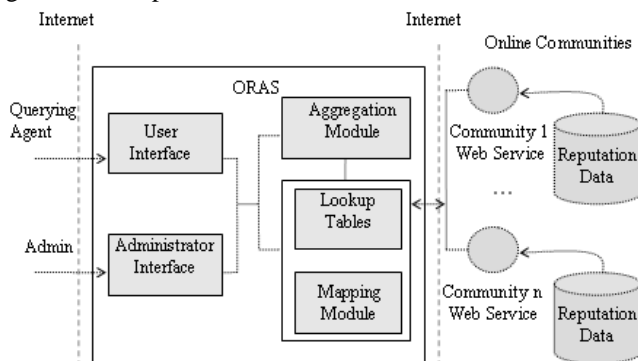 Internet
Internet
Online Communities
ORAS
Querying
Agent
User
Interface
Aggregation
Module
Community 1
Web Service
Reputation
Data
...
Lookup
Tables
Admin
Administrator
Interface
Mapping
Module
Community n
Web Service
Reputation
Data